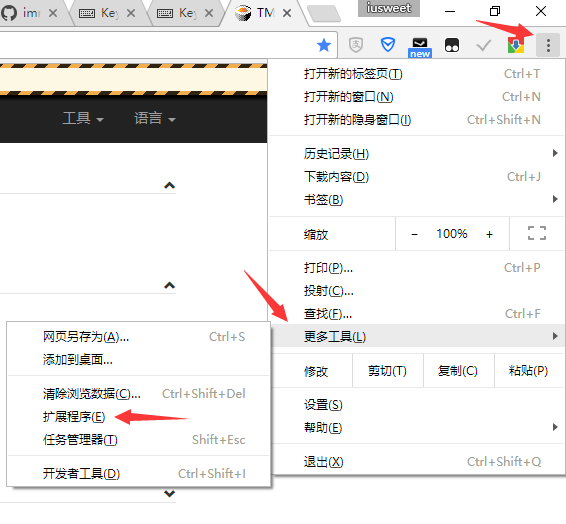 iusweet
imu
Key
Key
TM
new
工具 语言
打开新的标签页(T) Ctrl+T
打开新的窗口(N) Ctrl+N
打开新的隐身窗口(I) Ctrl+Shift+N
历史记录(H)
下载内容(D) Ctrl+J
书签(B)
缩放 − 100% +
打印(P)... Ctrl+P
投射(C)...
查找(F)... Ctrl+F
更多工具(L)
修改 剪切(T) 复制(C) 粘贴(P)
设置(S)
帮助(E)
退出(X) Ctrl+Shift+Q
网页另存为(A)... Ctrl+S
添加到桌面...
清除浏览数据(C)... Ctrl+Shift+Del
扩展程序(E)
任务管理器(T) Shift+Esc
开发者工具(D) Ctrl+Shift+I